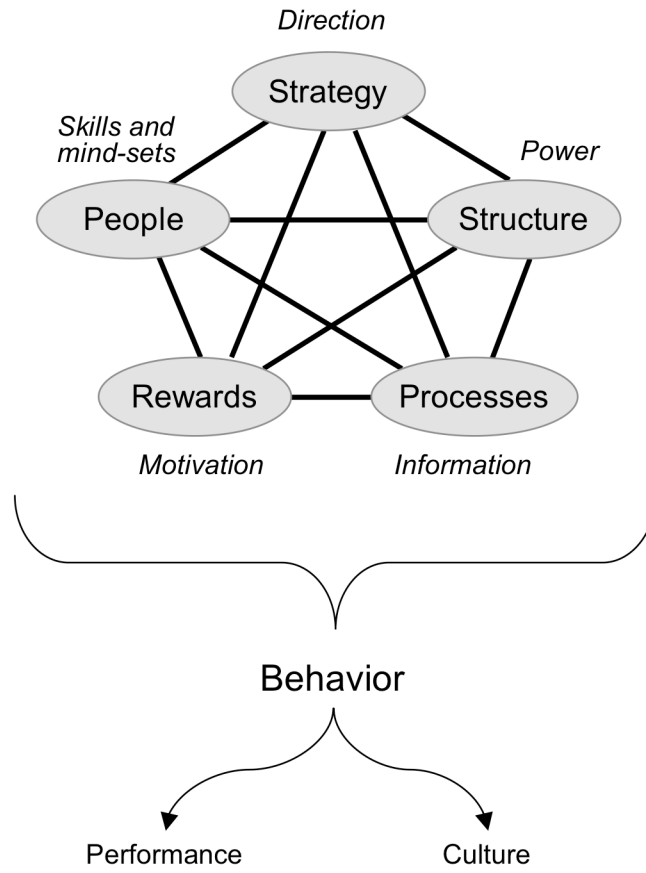 Direction
Strategy
Skills and
mind-sets
Power
People
Structure
Rewards
Processes
Motivation
Information
Behavior
Performance
Culture